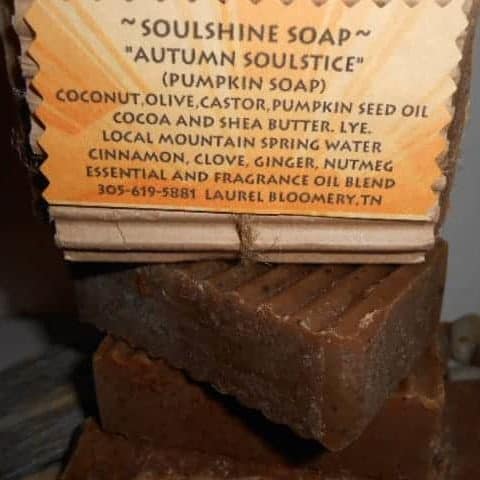 ~SOULSHINE SOAP~
"AUTUMN SOULSTICE"
(PUMPKIN SOAP)
COCONUT,OLIVE,CASTOR,PUMPKIN SEED OIL
COCOA AND SHEA BUTTER. LYE.
LOCAL MOUNTAIN SPRING WATER
CINNAMON, CLOVE, GINGER, NUTMEG
ESSENTIAL AND FRAGRANCE OIL BLEND
305-619-5881 LAUREL BLOOMERY,TN